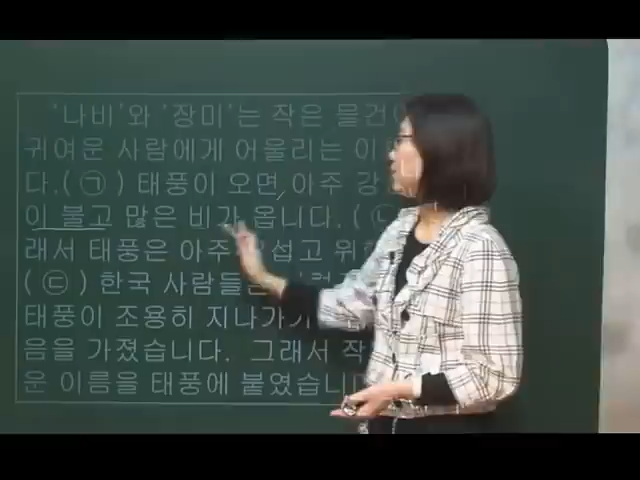 '나비'와 '장미'는 작은 물건이
귀여운 사람에게 어울리는 이
다.(㉠) 태풍이 오면, 아주 강
이 불고 많은 비가 옵니다. (㉡
래서 태풍은 아주 위
(㉢) 한국 사람들은
태풍이 조용히 지나가기
음을 가졌습니다. 그래서 작
운 이름을 태풍에 붙였습니다